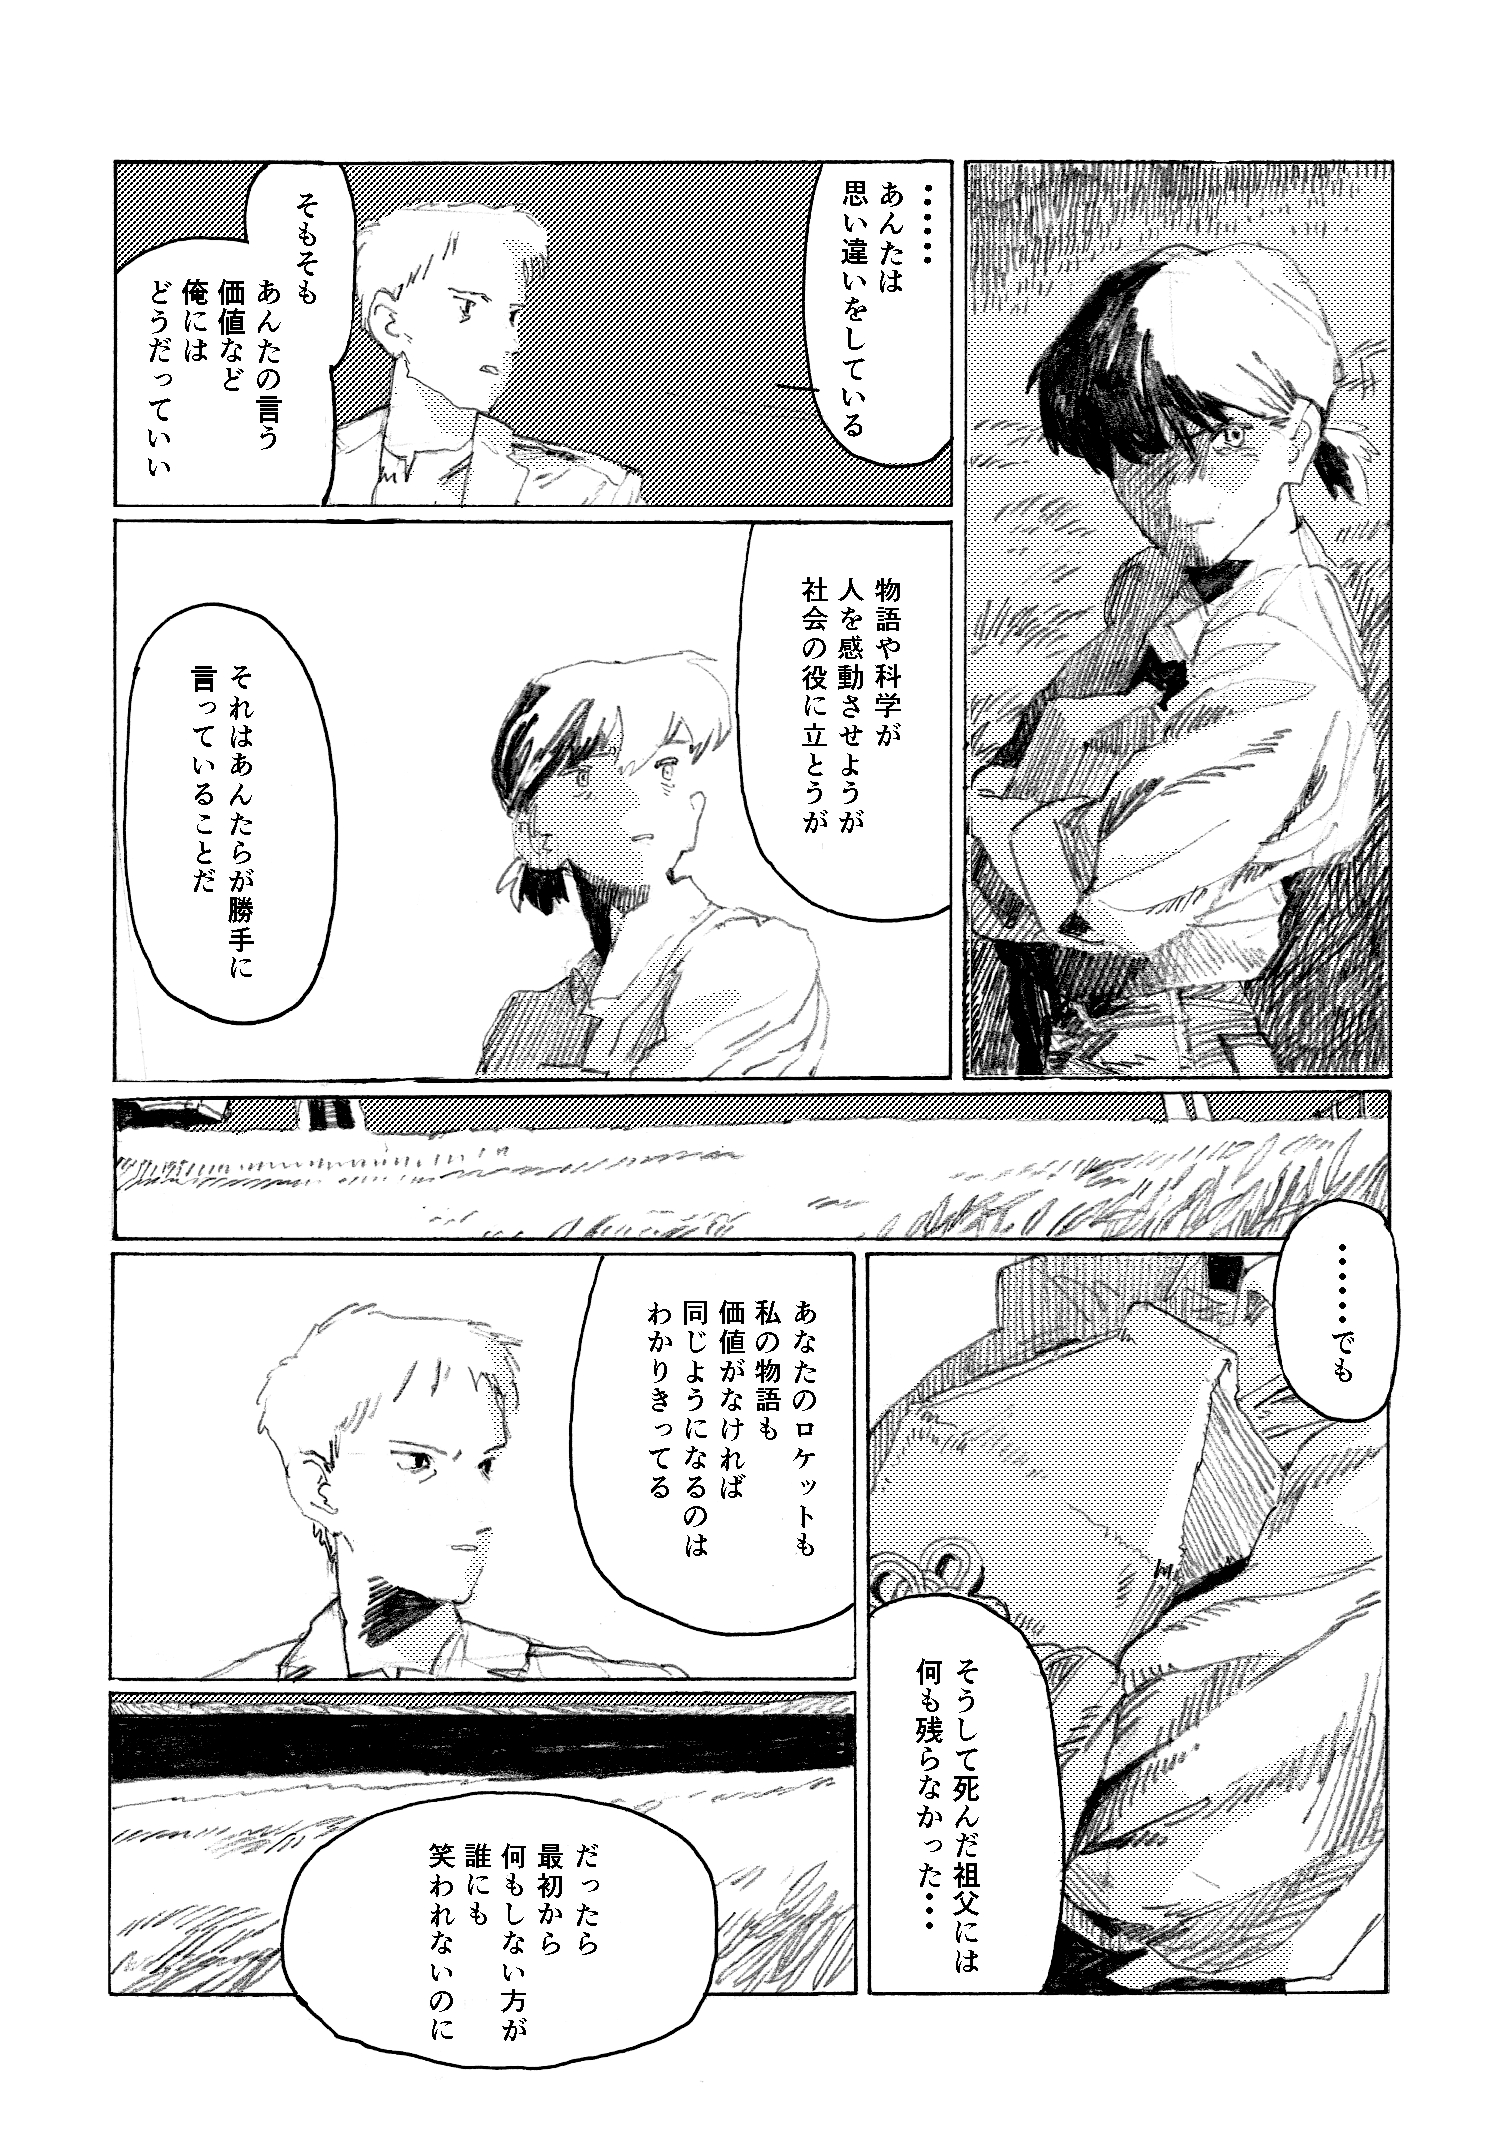 ・・・・・・
あんたは
思い違いをしている
そもそも
あんたの言う
価値など
俺には
どうだっていい
物語や科学が
人を感動させようが
社会の役に立とうが
それはあんたらが勝手に
言っていることだ
・・・・・・でも
そうして死んだ祖父には
何も残らなかった・・・
あなたのロケットも
私の物語も
価値がなければ
同じようになるのは
わかりきってる
だったら
最初から
何もしない方が
誰にも
笑われないのに